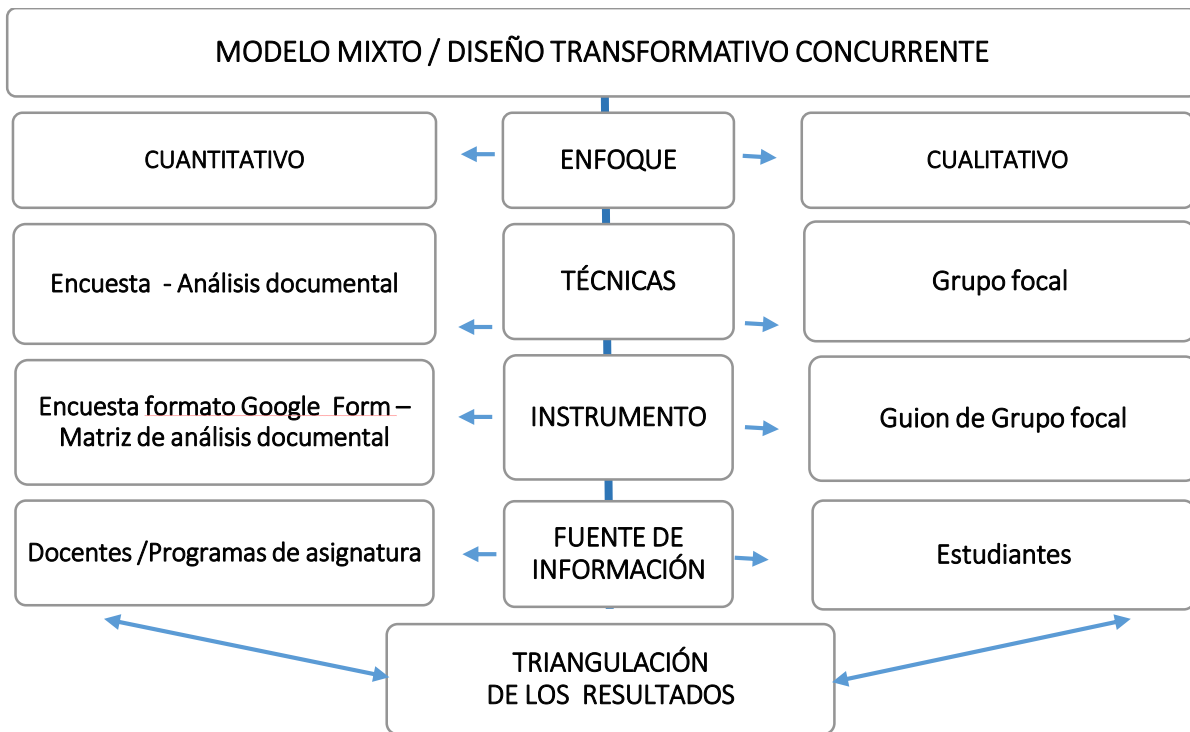 MODELO MIXTO / DISEÑO TRANSFORMATIVO CONCURRENTE
CUANTITATIVO
ENFOQUE
CUALITATIVO
Encuesta - Análisis documental
TÉCNICAS
Grupo focal
Encuesta formato Google Form –
Matriz de análisis documental
INSTRUMENTO
Guion de Grupo focal
Docentes /Programas de asignatura
FUENTE DE
INFORMACIÓN
Estudiantes
TRIANGULACIÓN
DE LOS RESULTADOS